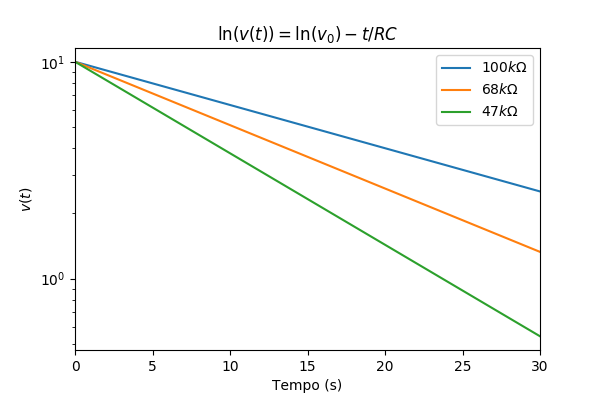 ln(v(t)) = ln(v₀) − t/RC
10¹
10⁰
v(t)
100kΩ
68kΩ
47kΩ
0 5 10 15 20 25 30
Tempo (s)